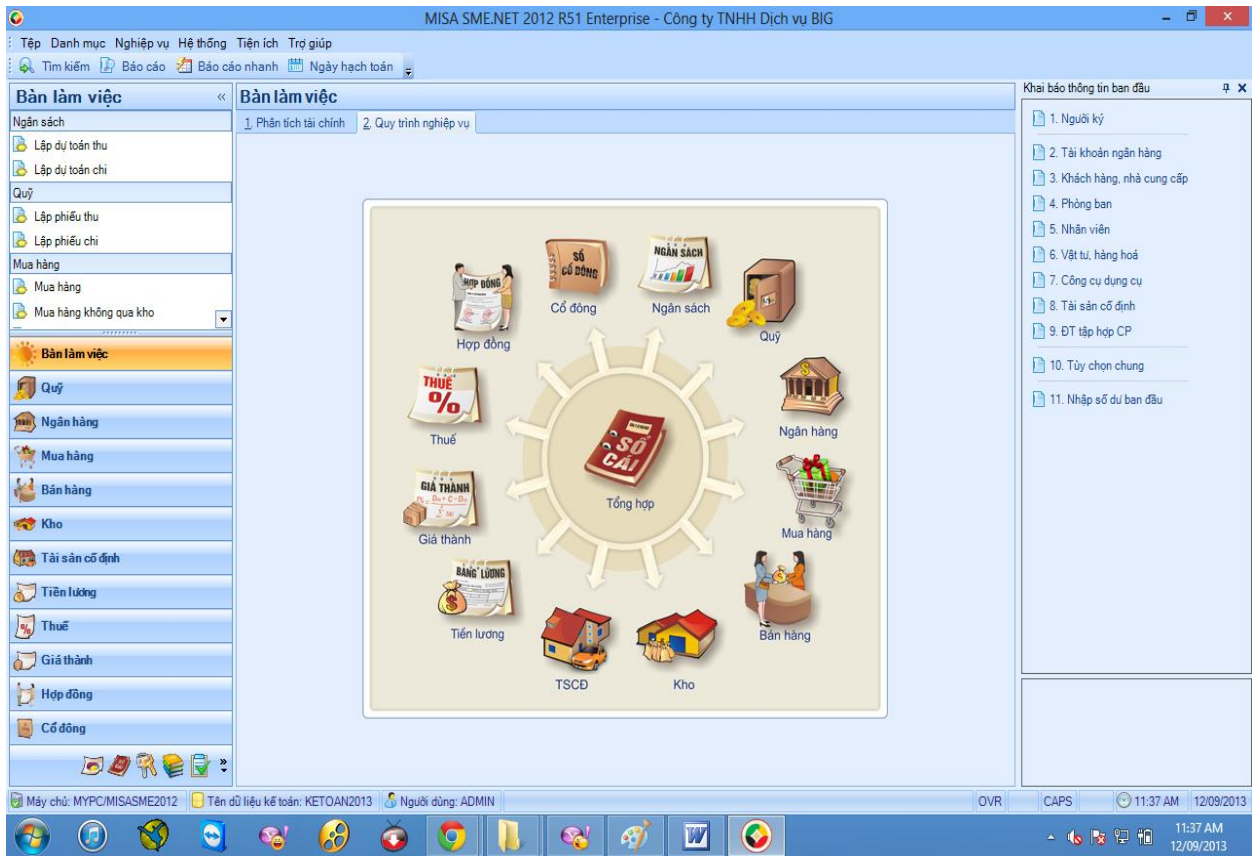 MISA SME.NET 2012 R51 Enterprise - Công ty TNHH Dịch vụ BIG
Tệp Danh mục Nghiệp vụ Hệ thống Tiện ích Trợ giúp
Tìm kiếm Báo cáo Báo cáo nhanh Ngày hạch toán
Bàn làm việc «
Ngân sách
Lập dự toán thu
Lập dự toán chi
Quỹ
Lập phiếu thu
Lập phiếu chi
Mua hàng
Mua hàng
Mua hàng không qua kho
Bàn làm việc
Quỹ
Ngân hàng
Mua hàng
Bán hàng
Kho
Tài sản cố định
Tiền lương
Thuế
Giá thành
Hợp đồng
Cổ đông
Bàn làm việc
1. Phân tích tài chính 2. Quy trình nghiệp vụ
HỢP ĐỒNG
Hợp đồng
SỔ
CỔ ĐÔNG
Cổ đông
NGÂN SÁCH
Ngân sách
Quỹ
THUẾ
%
Thuế
Ngân hàng
SỔ
CÁI
Tổng hợp
GIÁ THÀNH
Giá thành
Mua hàng
BẢNG LƯƠNG
Tiền lương
Bán hàng
TSCĐ
Kho
Khai báo thông tin ban đầu
1. Người ký
2. Tài khoản ngân hàng
3. Khách hàng, nhà cung cấp
4. Phòng ban
5. Nhân viên
6. Vật tư, hàng hoá
7. Công cụ dụng cụ
8. Tài sản cố định
9. ĐT tập hợp CP
10. Tùy chọn chung
11. Nhập số dư ban đầu
Máy chủ: MYPC/MISASME2012 Tên dữ liệu kế toán: KETOAN2013 Người dùng: ADMIN OVR CAPS 11:37 AM 12/09/2013
11:37 AM
12/09/2013